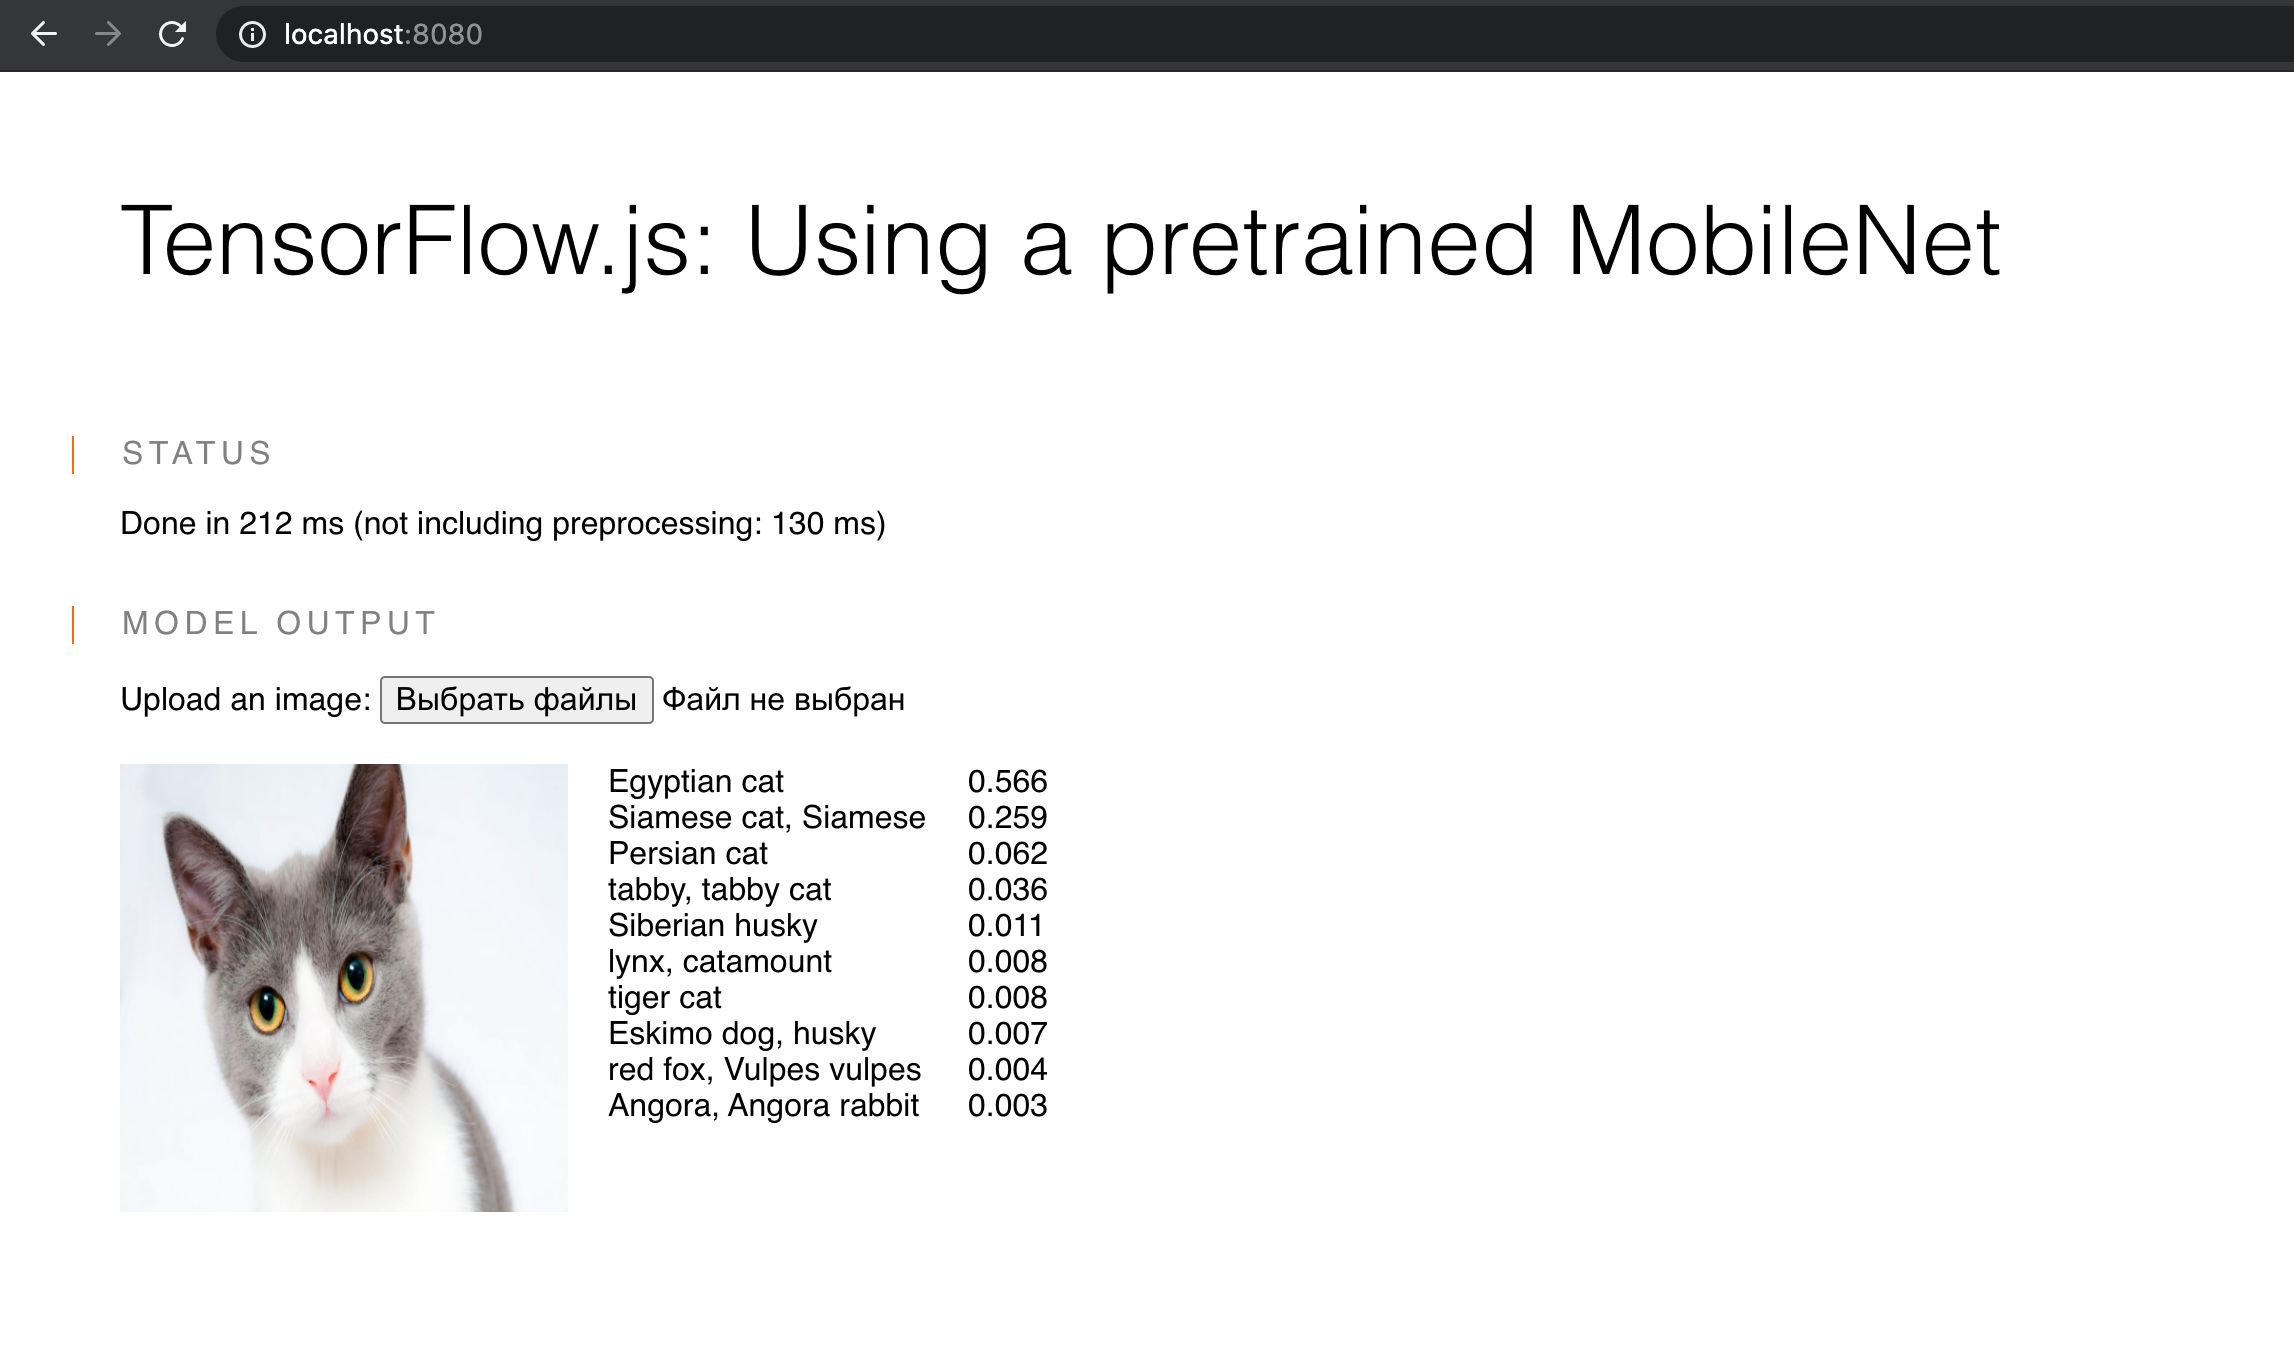 localhost:8080
TensorFlow.js: Using a pretrained MobileNet
STATUS
Done in 212 ms (not including preprocessing: 130 ms)
MODEL OUTPUT
Upload an image: Выбрать файлы Файл не выбран
Egyptian cat 0.566
Siamese cat, Siamese 0.259
Persian cat 0.062
tabby, tabby cat 0.036
Siberian husky 0.011
lynx, catamount 0.008
tiger cat 0.008
Eskimo dog, husky 0.007
red fox, Vulpes vulpes 0.004
Angora, Angora rabbit 0.003